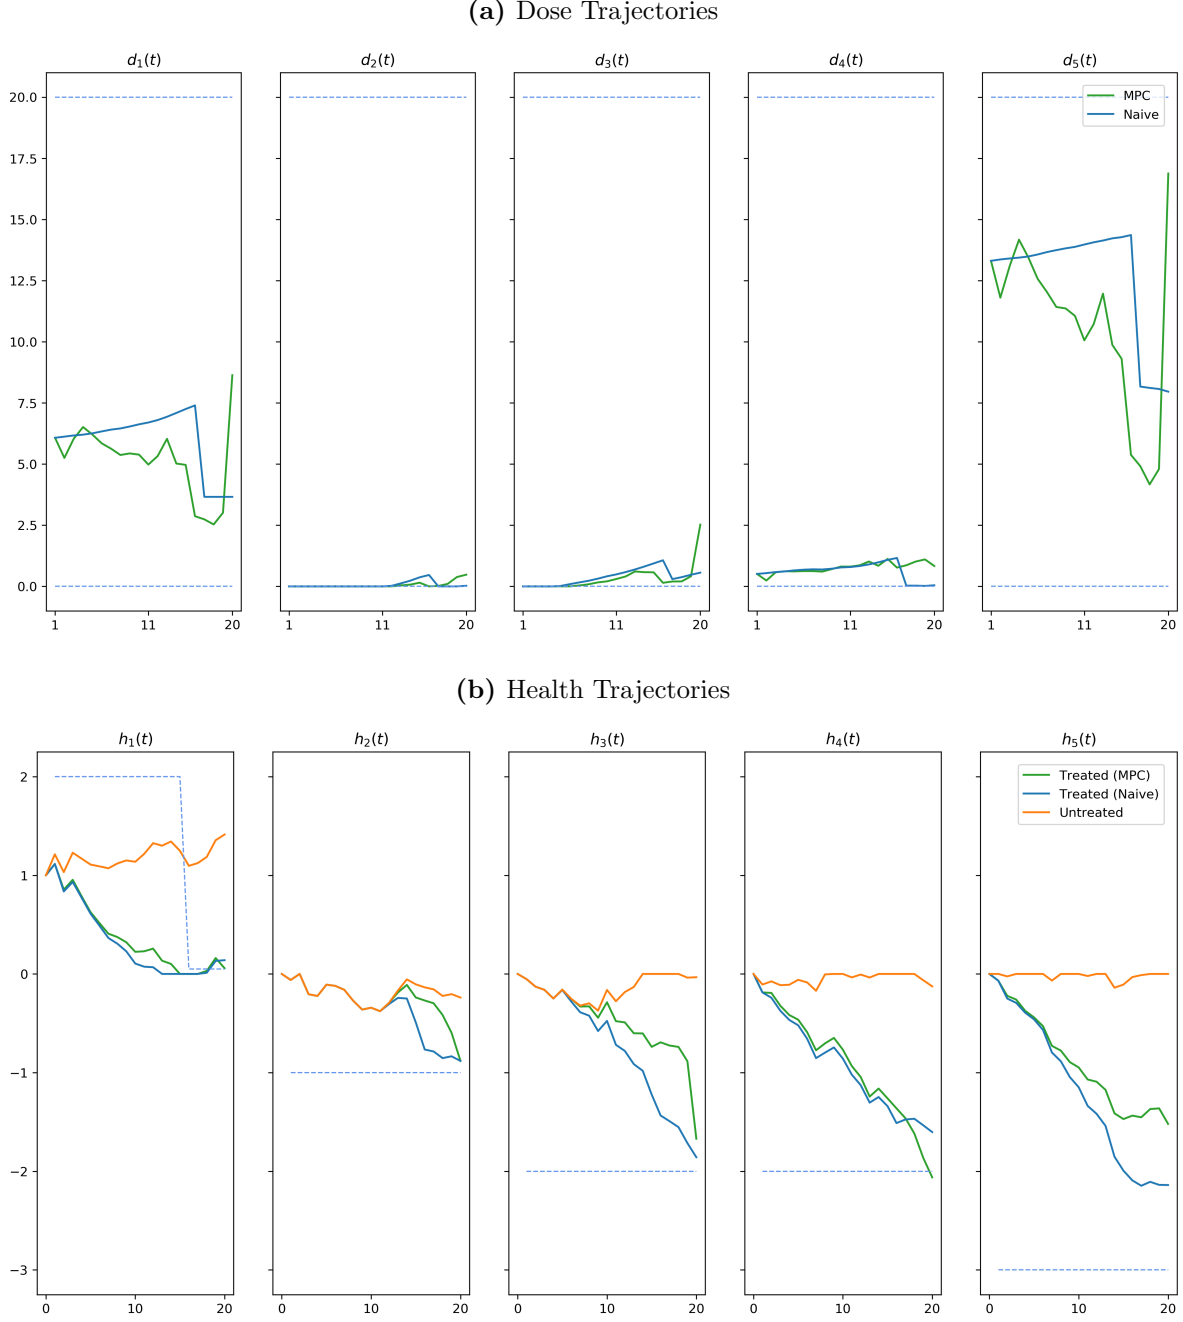 (a) Dose Trajectories
d₁(t) d₂(t) d₃(t) d₄(t) d₅(t)
20.0
17.5
15.0
12.5
10.0
7.5
5.0
2.5
0.0
MPC
Naive
1 11 20 1 11 20 1 11 20 1 11 20 1 11 20
(b) Health Trajectories
h₁(t) h₂(t) h₃(t) h₄(t) h₅(t)
2
1
0
−1
−2
−3
Treated (MPC)
Treated (Naive)
Untreated
0 10 20 0 10 20 0 10 20 0 10 20 0 10 20